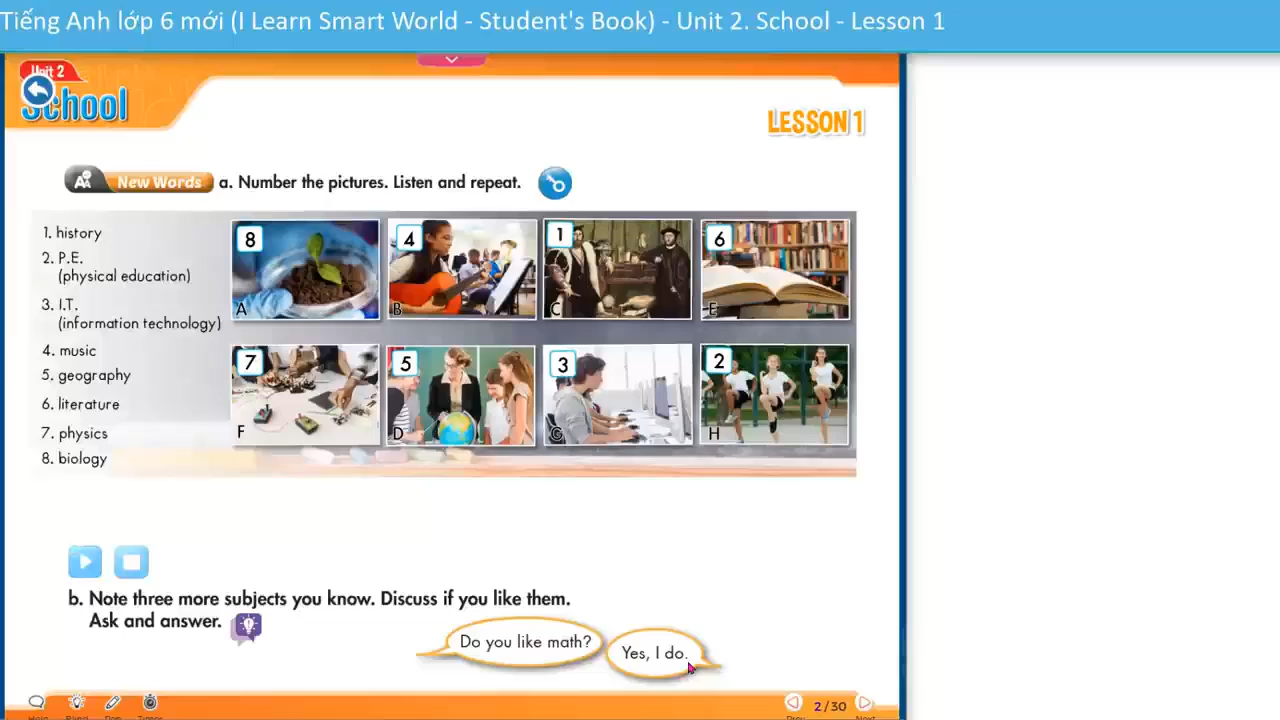 Tiếng Anh lớp 6 mới (I Learn Smart World - Student's Book) - Unit 2. School - Lesson 1
Unit 2
School
LESSON 1
New Words a. Number the pictures. Listen and repeat.
1. history
2. P.E.
(physical education)
3. I.T.
(information technology)
4. music
5. geography
6. literature
7. physics
8. biology
8 4 1 6
A B C E
7 5 3 2
F D G H
b. Note three more subjects you know. Discuss if you like them.
Ask and answer.
Do you like math?
Yes, I do.
2 / 30